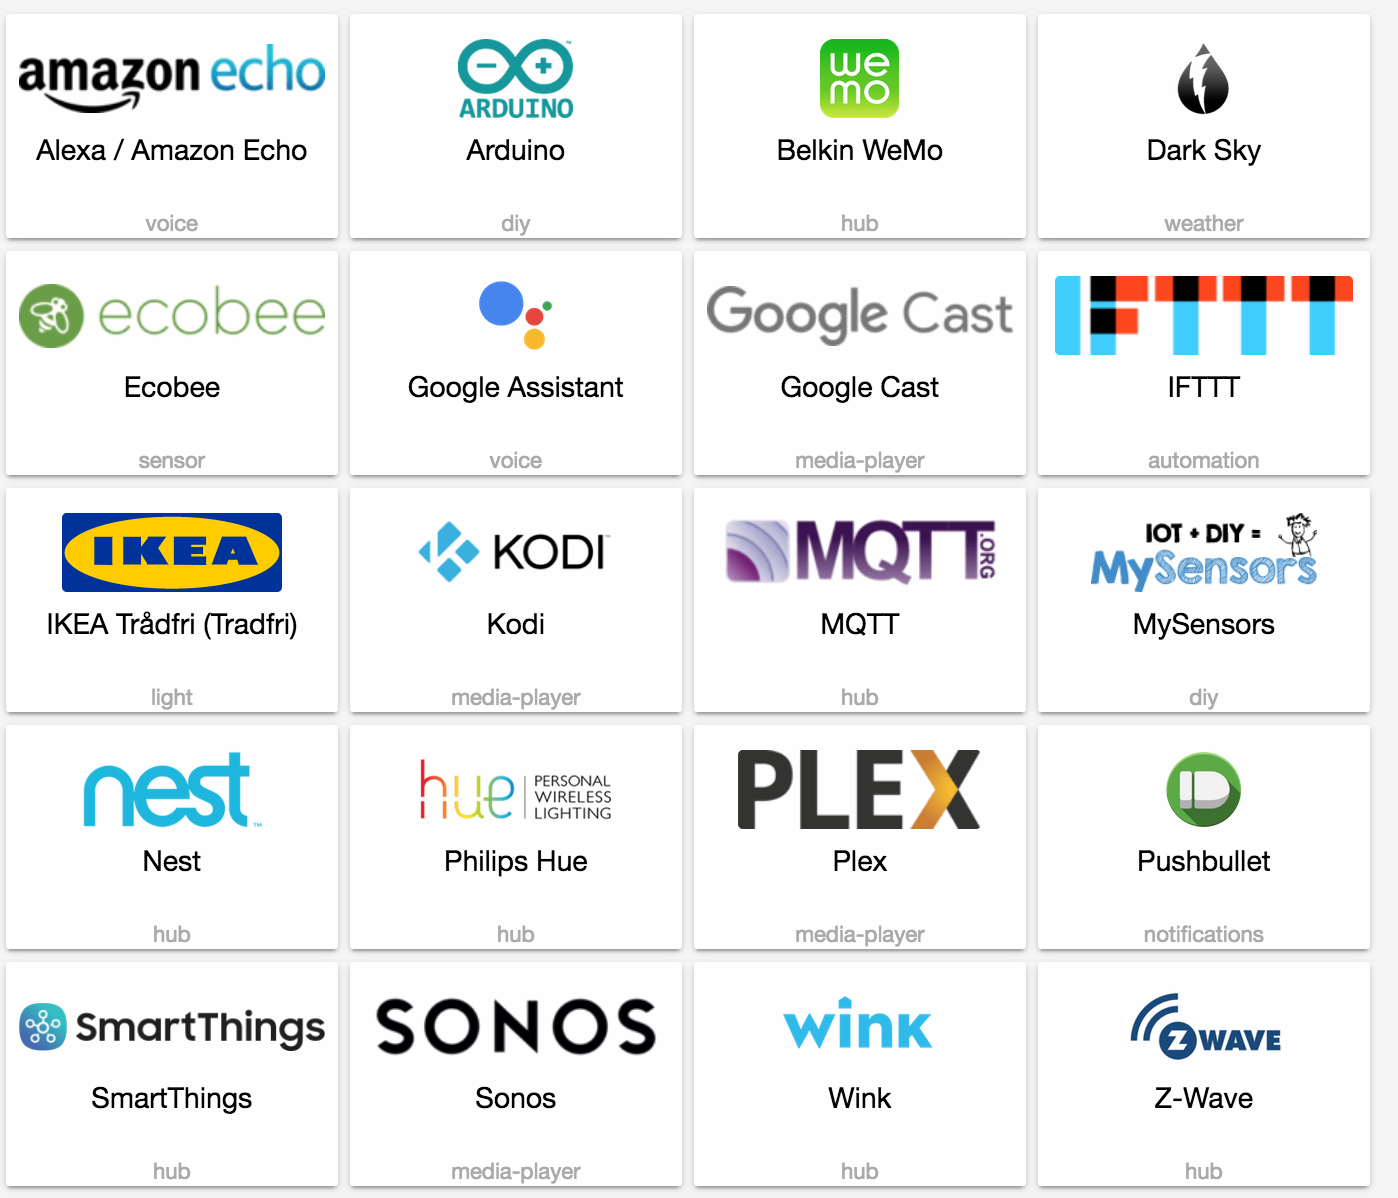 amazon echo
Alexa / Amazon Echo
voice
ARDUINO
Arduino
diy
we
mo
Belkin WeMo
hub
Dark Sky
weather
ecobee
Ecobee
sensor
Google Assistant
voice
Google Cast
Google Cast
media-player
IFTTT
IFTTT
automation
IKEA
IKEA Trådfri (Tradfri)
light
KODI
Kodi
media-player
MQTT.ORG
MQTT
hub
IOT + DIY =
MySensors
MySensors
diy
nest™
Nest
hub
hue
PERSONAL
WIRELESS
LIGHTING
Philips Hue
hub
PLEX
Plex
media-player
Pushbullet
notifications
SmartThings
SmartThings
hub
SONOS
Sonos
media-player
wink
Wink
hub
Z WAVE
Z-Wave
hub